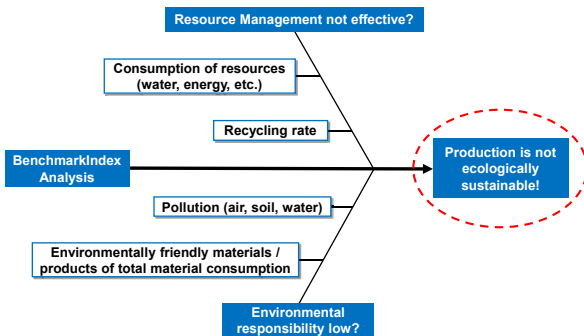 Resource Management not effective?
Consumption of resources
(water, energy, etc.)
Recycling rate
BenchmarkIndex
Analysis
Production is not
ecologically
sustainable!
Pollution (air, soil, water)
Environmentally friendly materials /
products of total material consumption
Environmental
responsibility low?